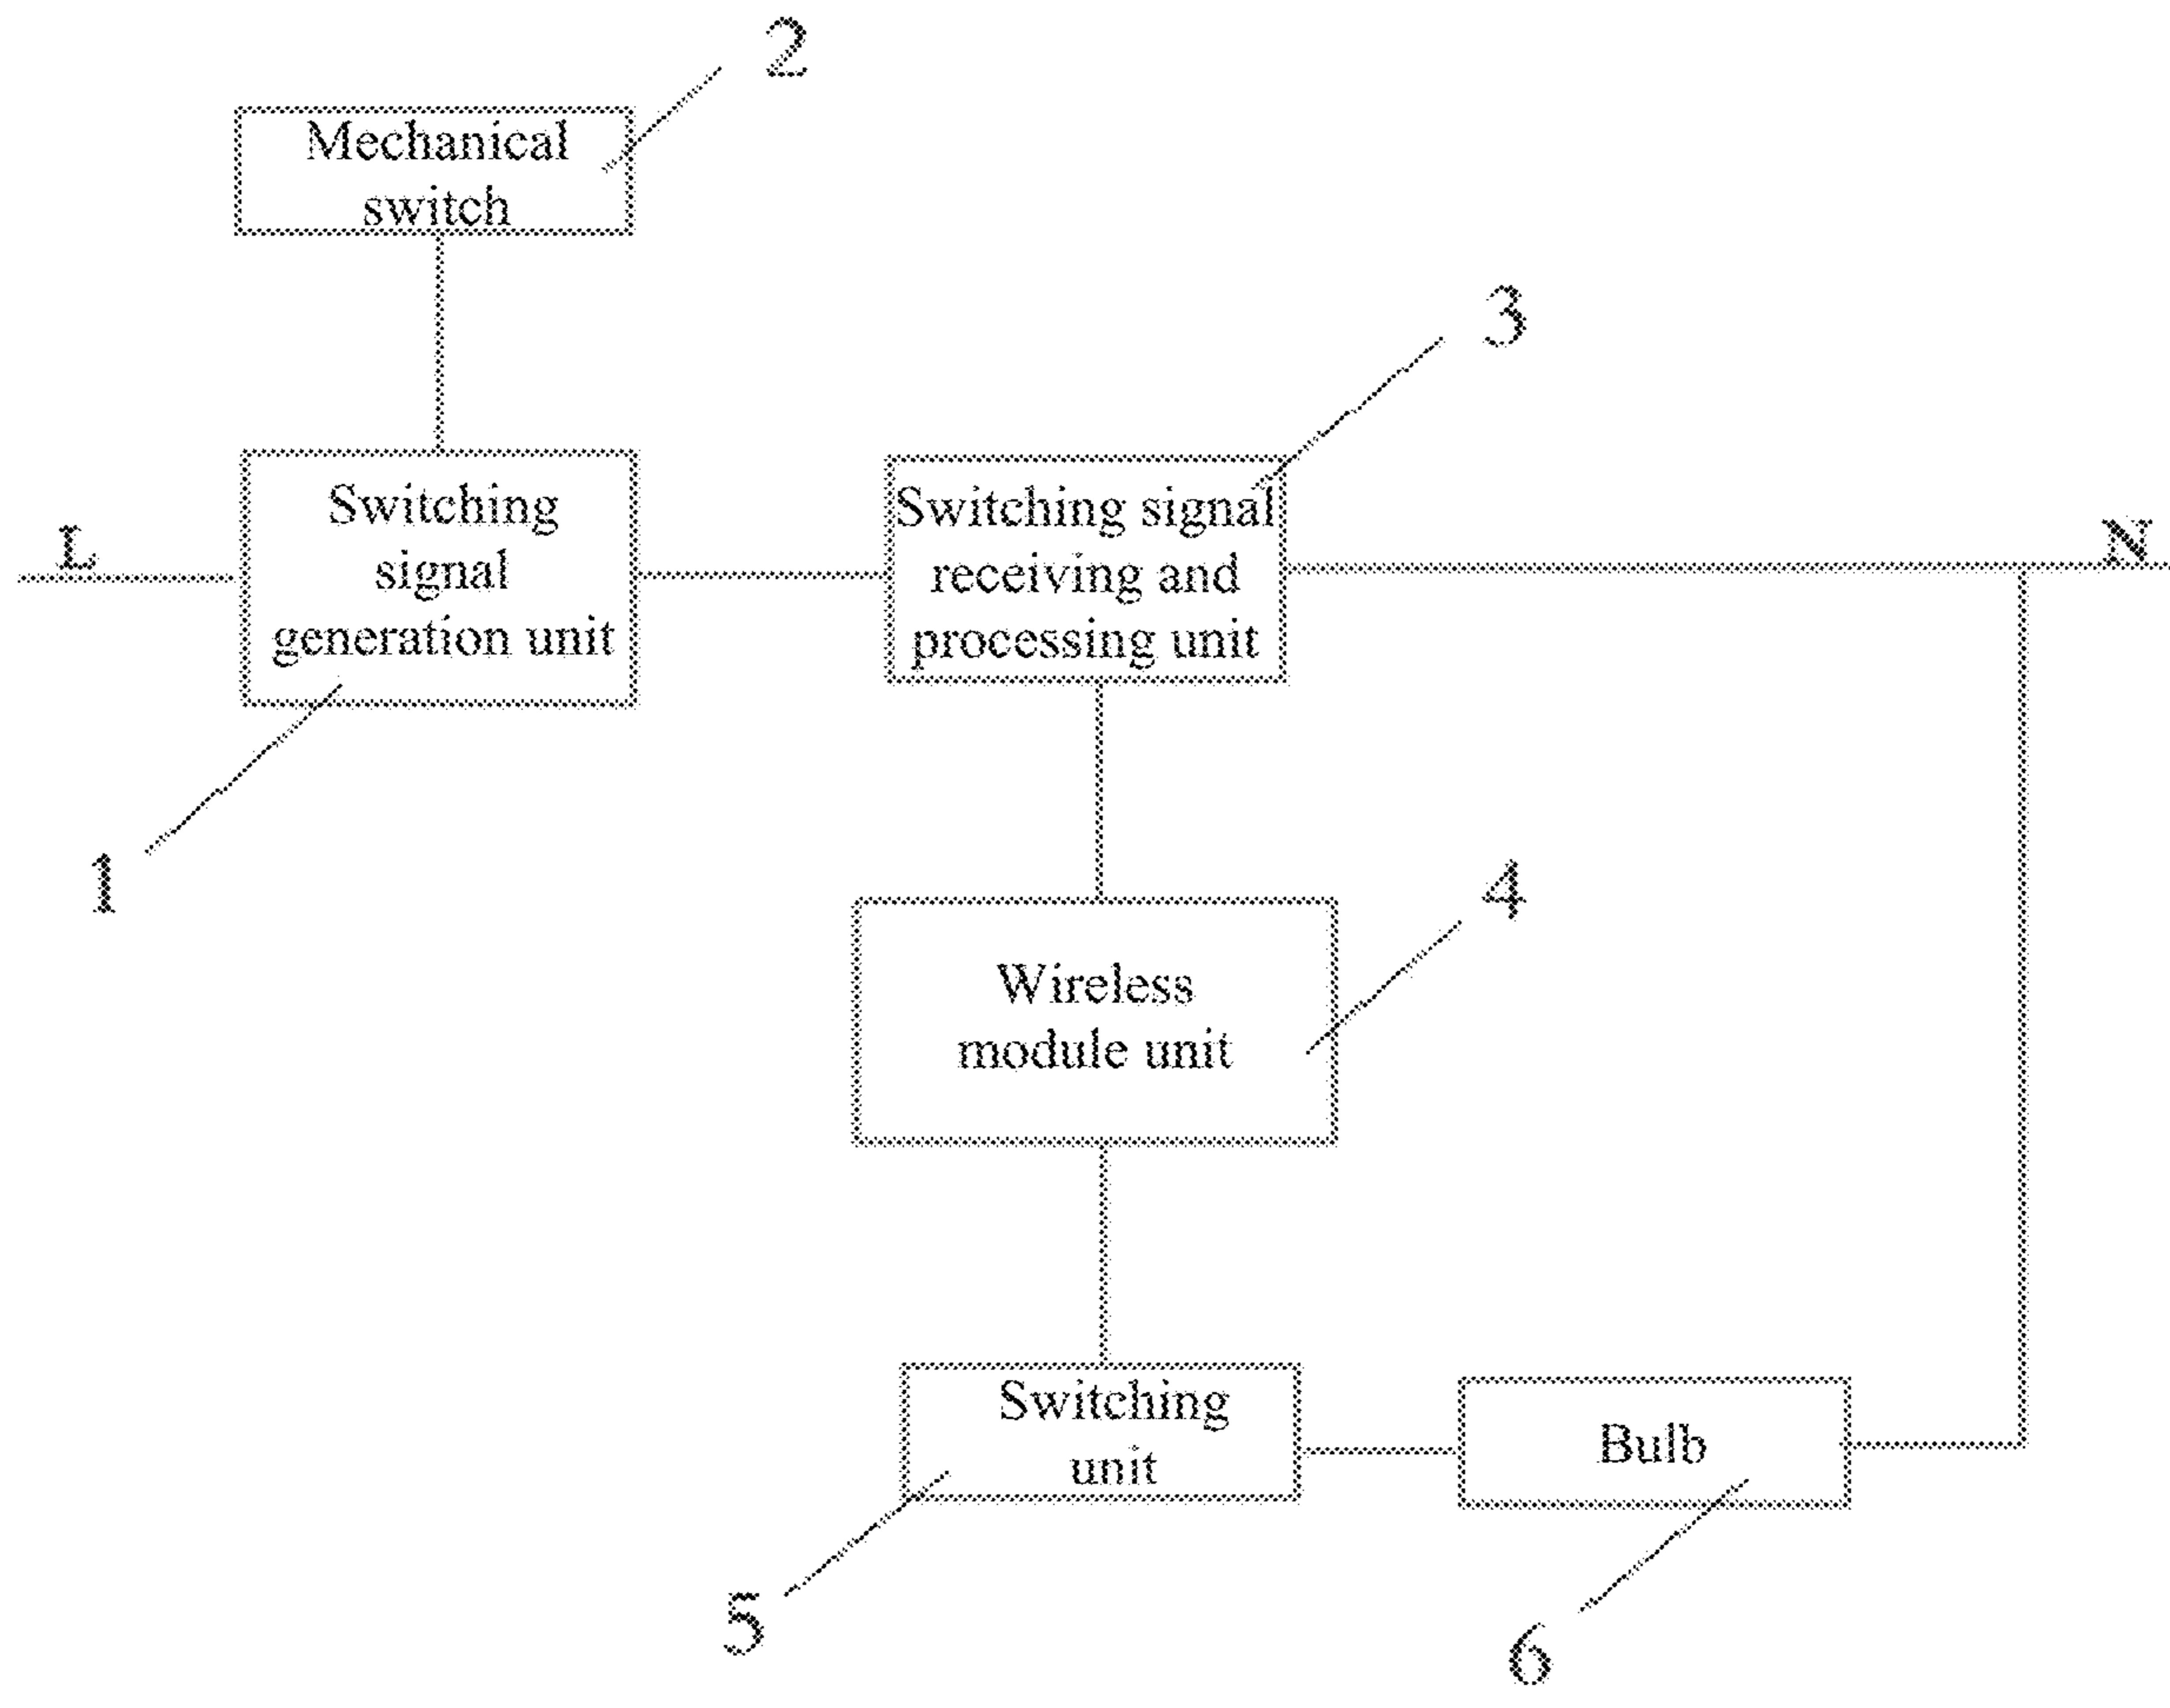 2
Mechanical
switch
3
Switching
signal
generation unit
Switching signal
receiving and
processing unit
L
N
1
4
Wireless
module unit
Switching
unit
Bulb
5
6